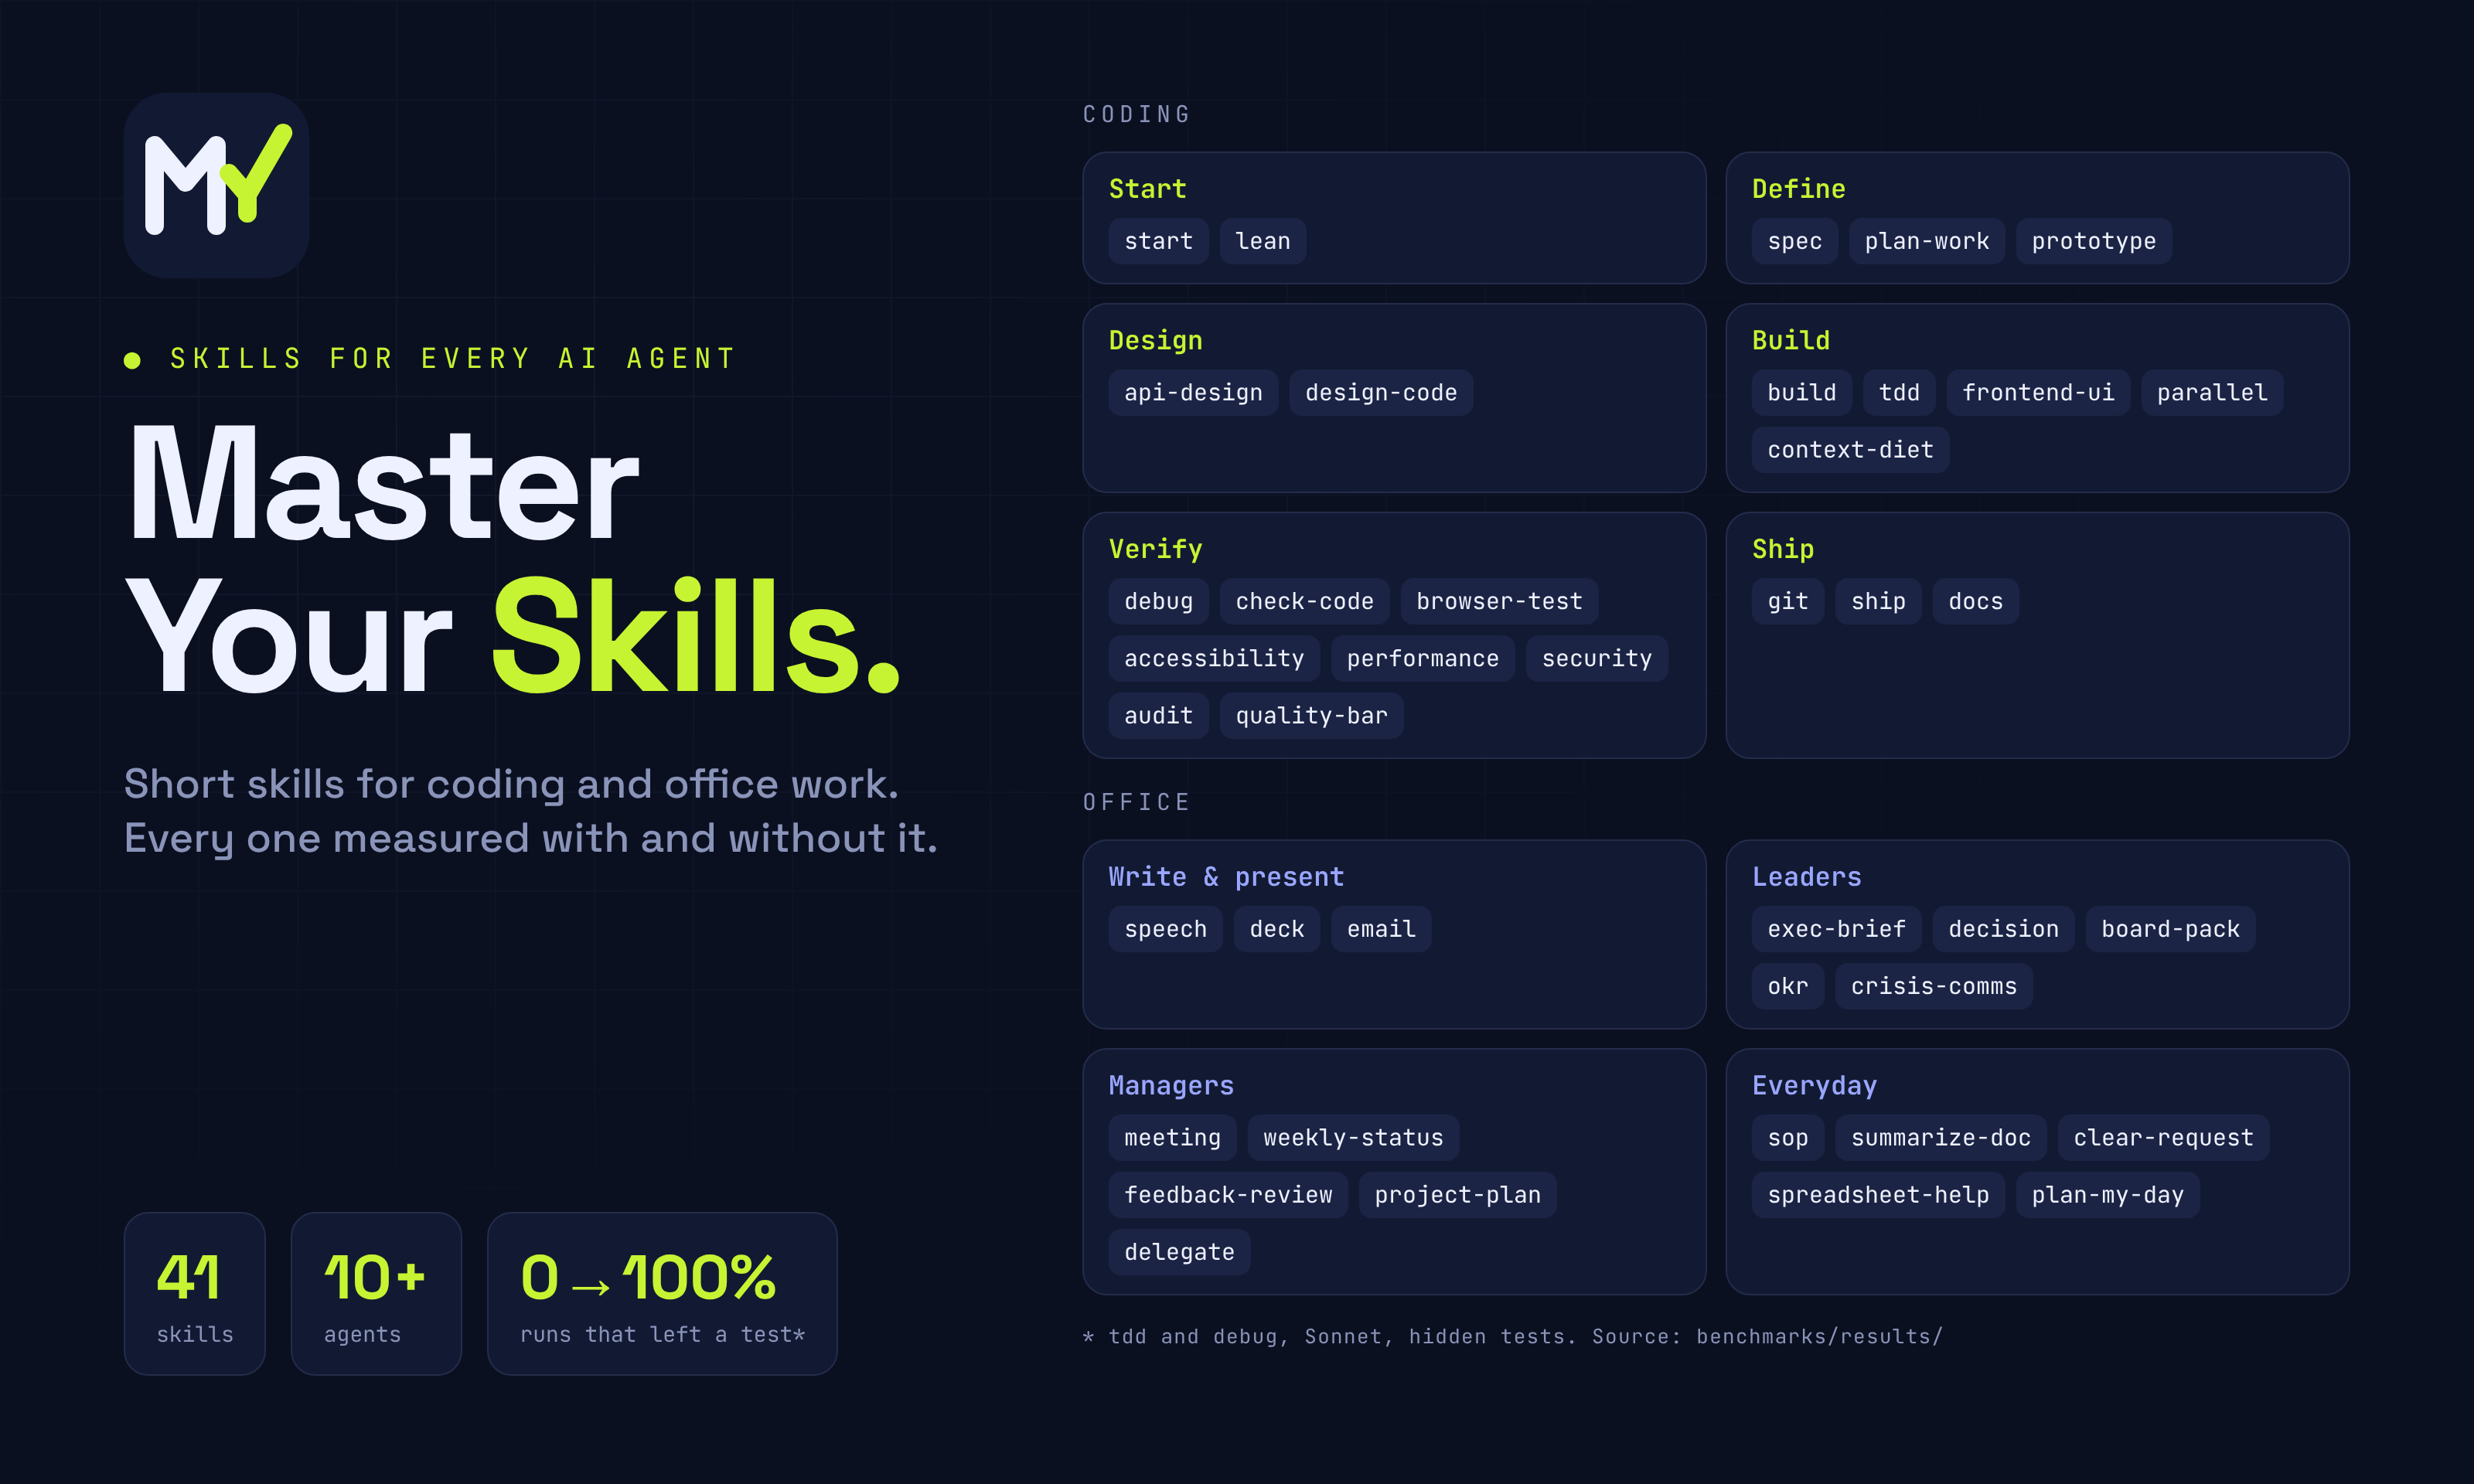 MY
● SKILLS FOR EVERY AI AGENT
Master
Your Skills.
Short skills for coding and office work.
Every one measured with and without it.
41
skills
10+
agents
0→100%
runs that left a test*
CODING
Start
start lean
Define
spec plan-work prototype
Design
api-design design-code
Build
build tdd frontend-ui parallel
context-diet
Verify
debug check-code browser-test
accessibility performance security
audit quality-bar
Ship
git ship docs
OFFICE
Write & present
speech deck email
Leaders
exec-brief decision board-pack
okr crisis-comms
Managers
meeting weekly-status
feedback-review project-plan
delegate
Everyday
sop summarize-doc clear-request
spreadsheet-help plan-my-day
* tdd and debug, Sonnet, hidden tests. Source: benchmarks/results/